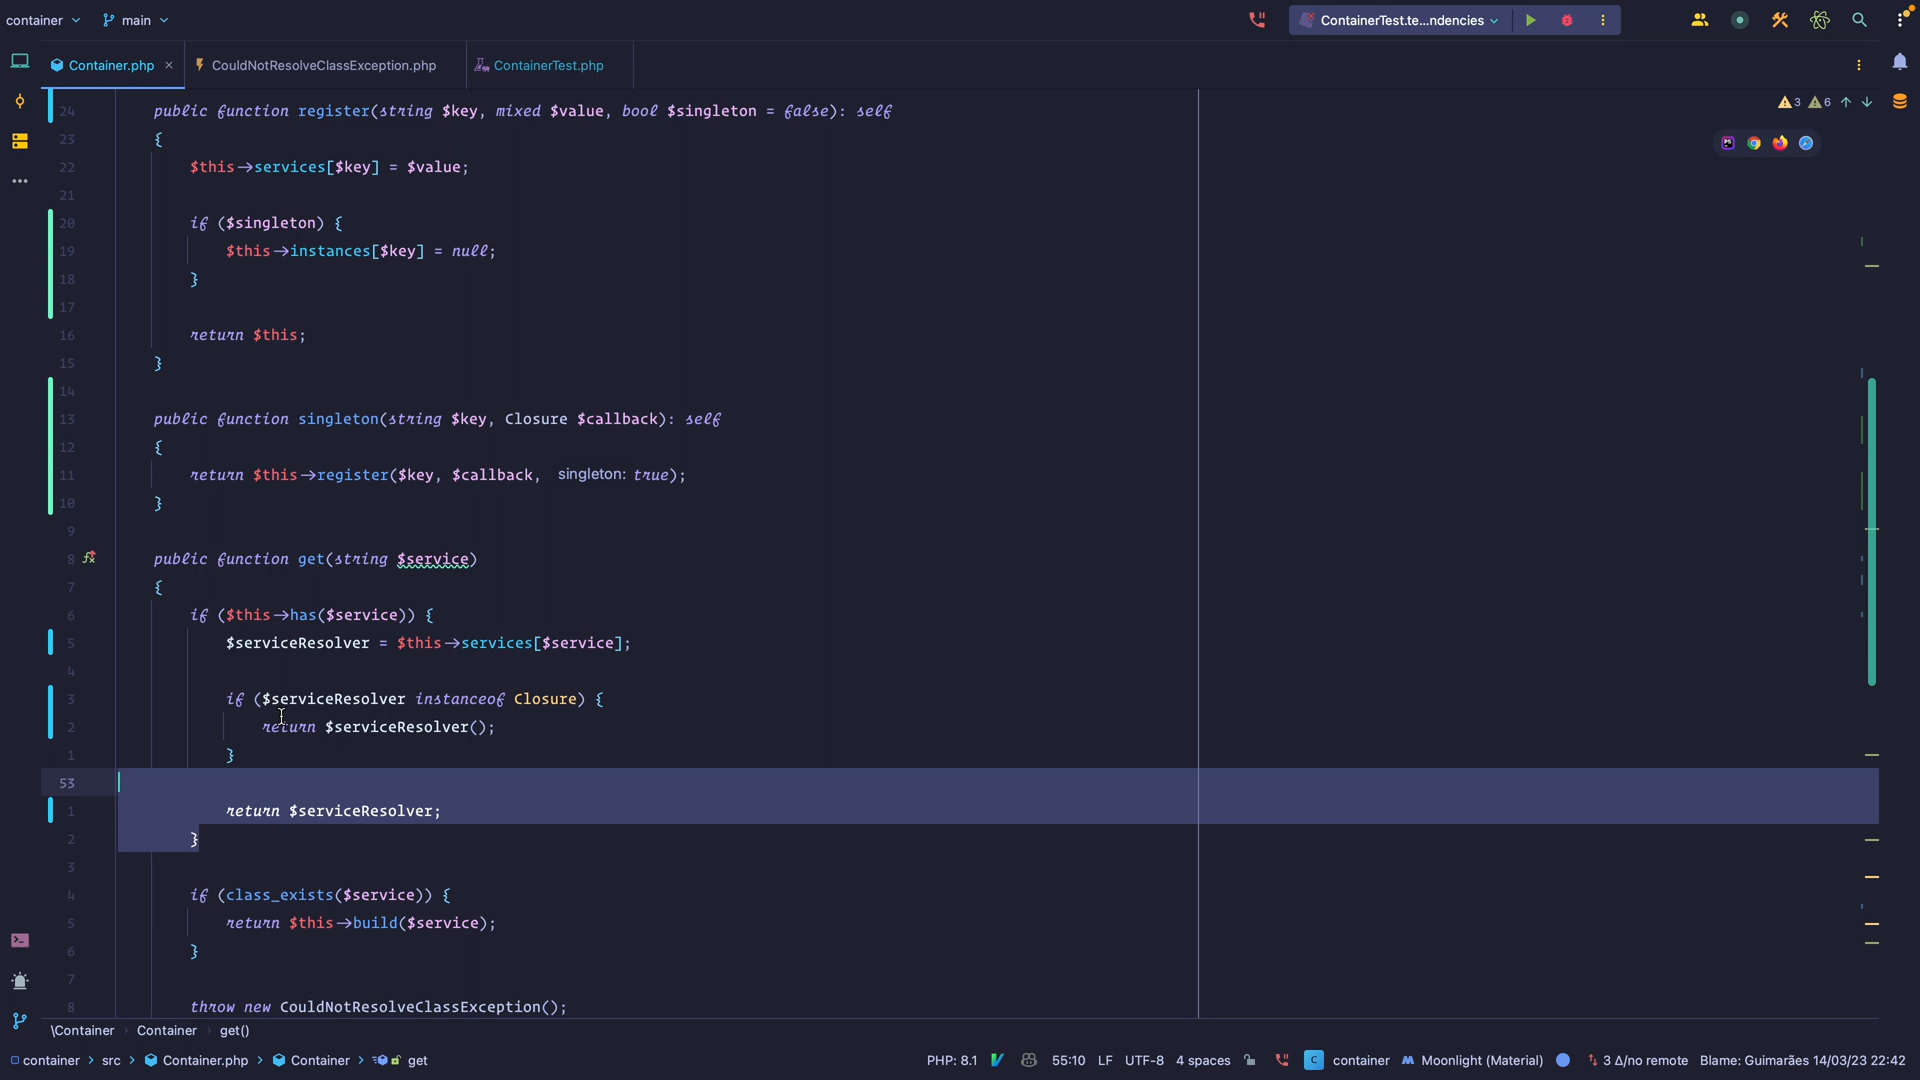 container main ContainerTest.te...ndencies
Container.php CouldNotResolveClassException.php ContainerTest.php
24 public function register(string $key, mixed $value, bool $singleton = false): self
3 6
23 {
22 $this→services[$key] = $value;
21
20 if ($singleton) {
19 $this→instances[$key] = null;
18 }
17
16 return $this;
15 }
14
13 public function singleton(string $key, Closure $callback): self
12 {
11 return $this→register($key, $callback, singleton: true);
10 }
9
8 public function get(string $service)
7 {
6 if ($this→has($service)) {
5 $serviceResolver = $this→services[$service];
4
3 if ($serviceResolver instanceof Closure) {
2 return $serviceResolver();
1 }
53
1 return $serviceResolver;
2 }
3
4 if (class_exists($service)) {
5 return $this→build($service);
6 }
7
8 throw new CouldNotResolveClassException();
\Container › Container › get()
container › src › Container.php › Container › get PHP: 8.1 55:10 LF UTF-8 4 spaces C container Moonlight (Material) 3 Δ/no remote Blame: Guimarães 14/03/23 22:42